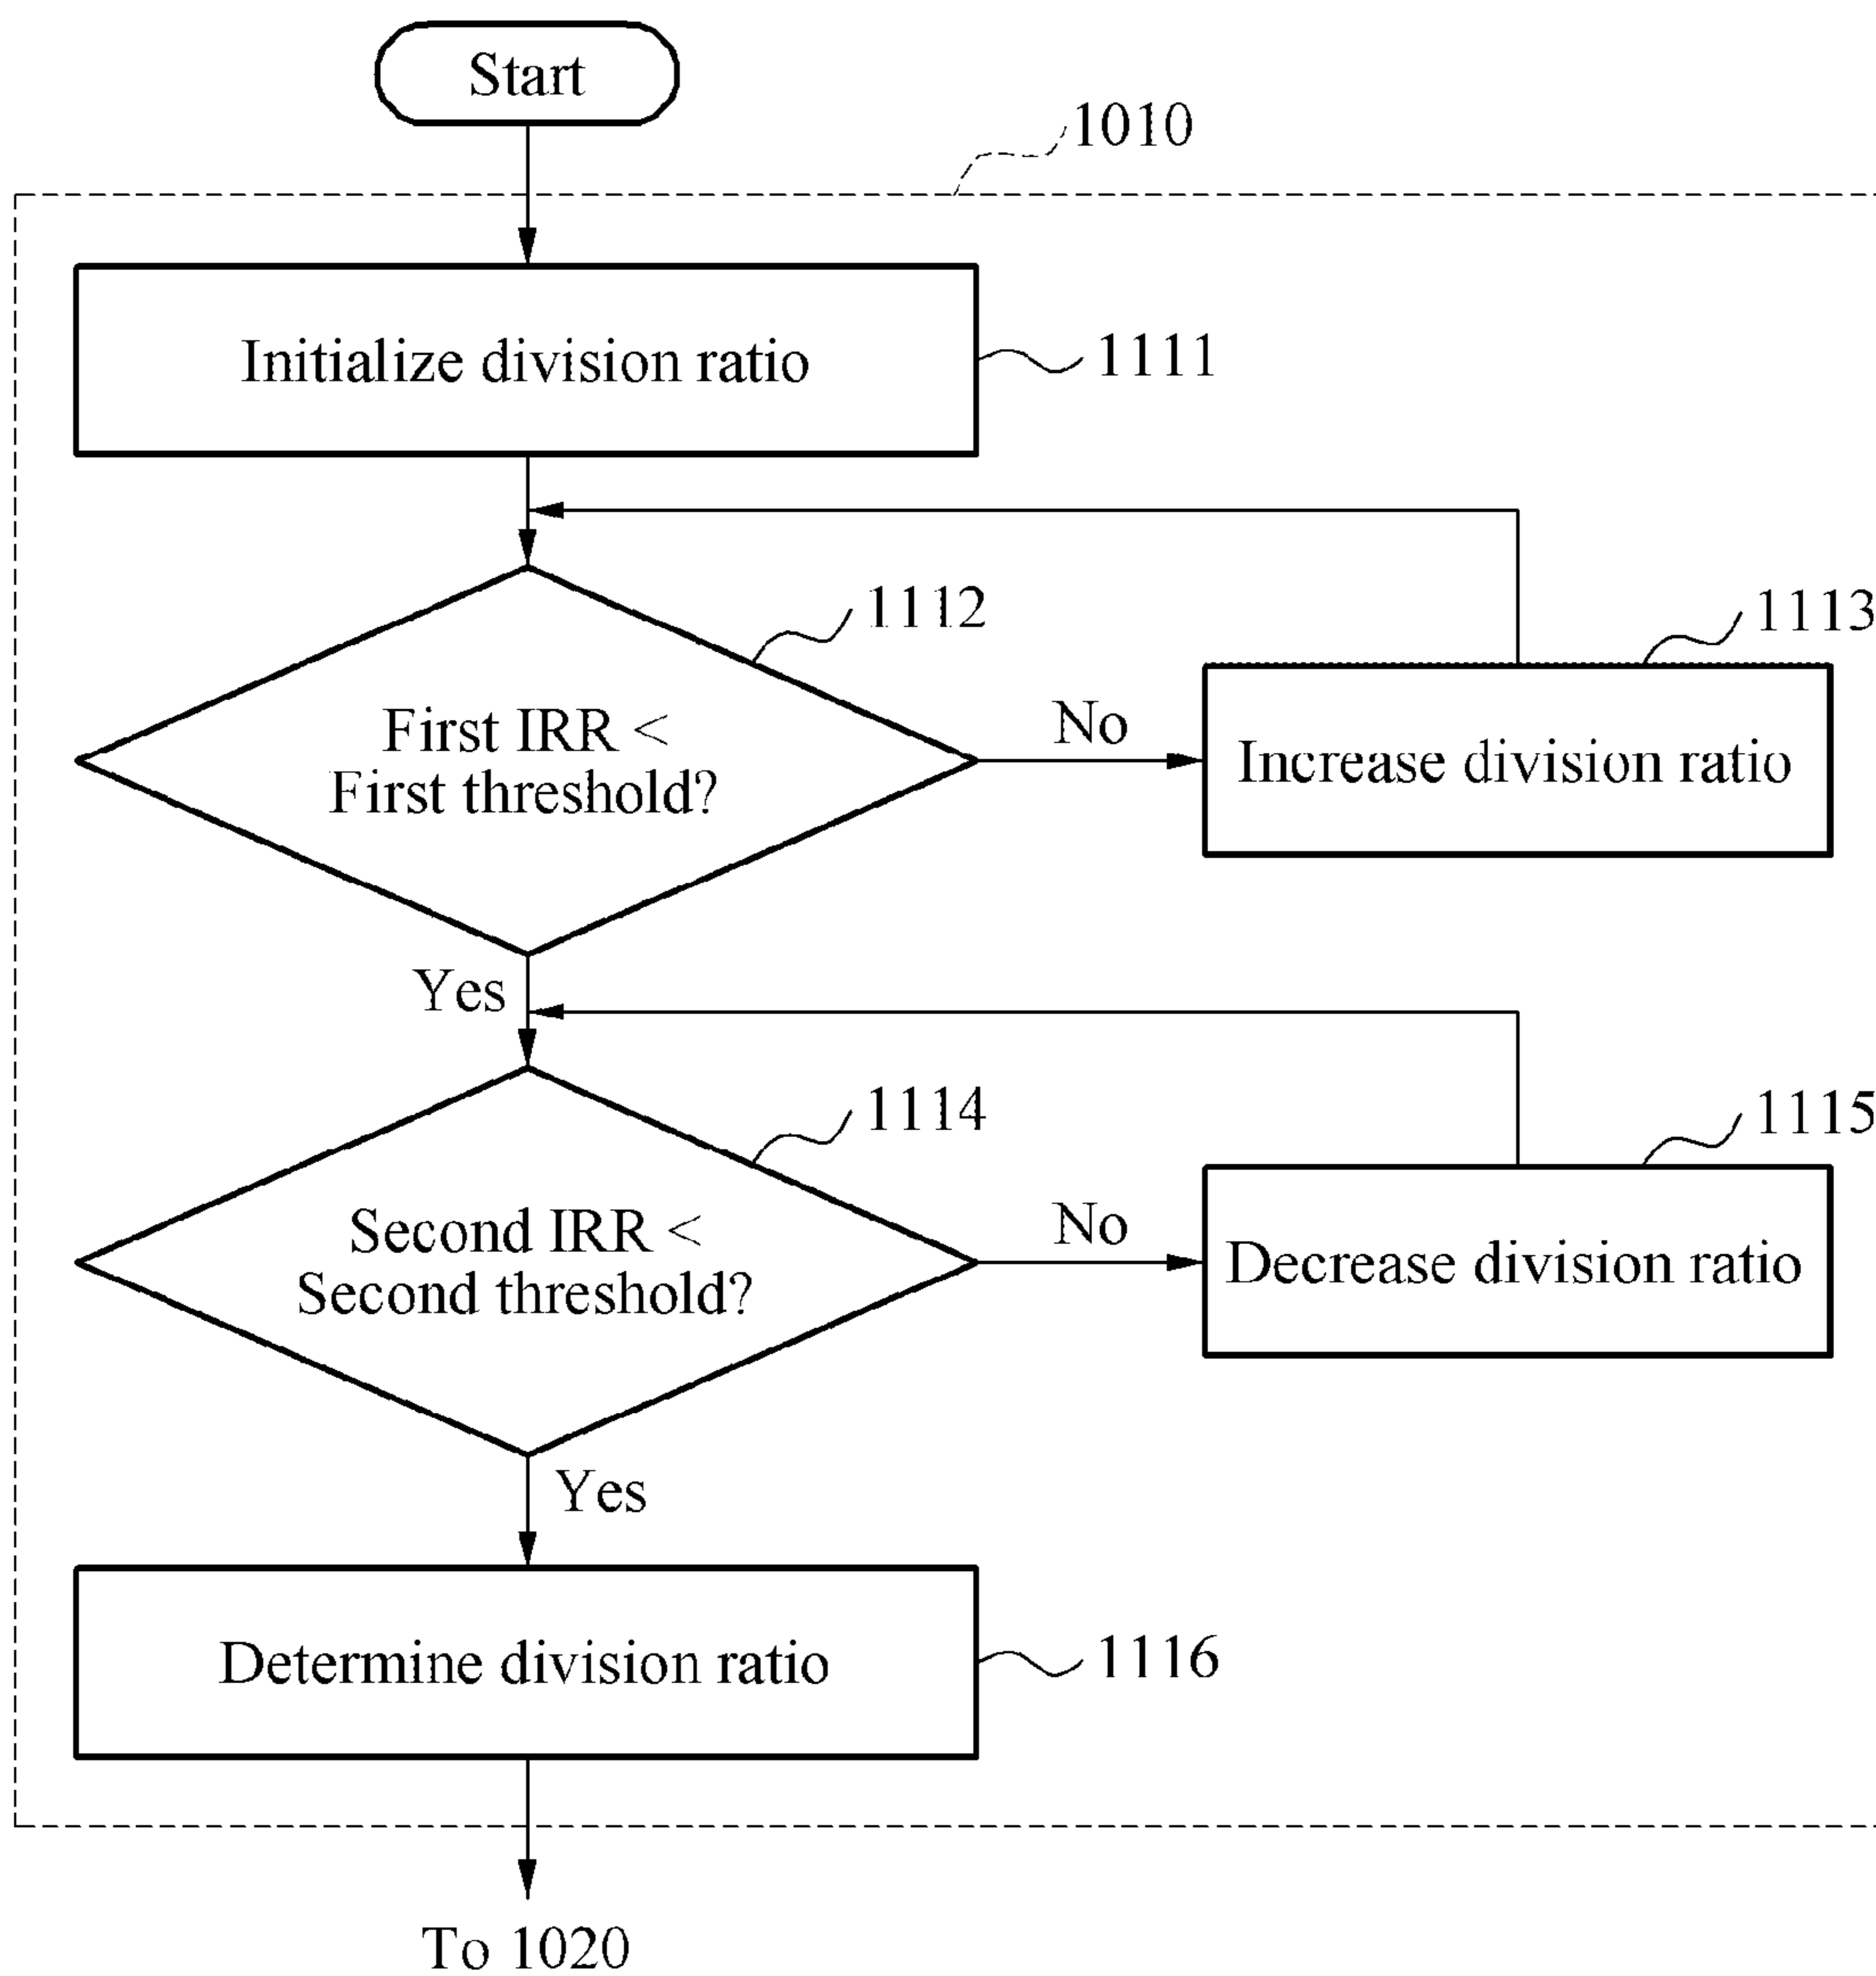 Start
1010
Initialize division ratio
1111
First IRR <
First threshold?
1112
No
Increase division ratio
1113
Yes
Second IRR <
Second threshold?
1114
No
Decrease division ratio
1115
Yes
Determine division ratio
1116
To 1020